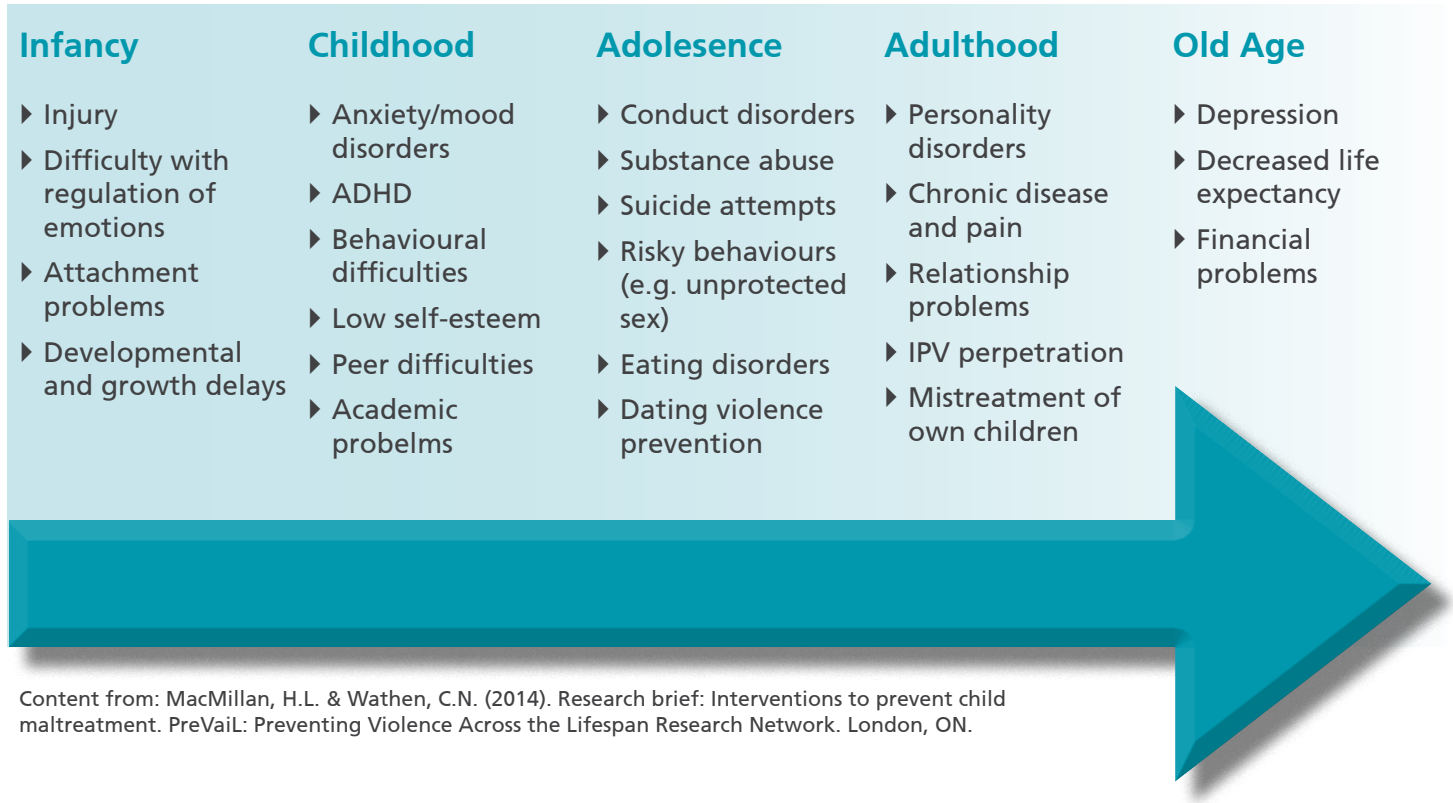 Infancy
▸ Injury
▸ Difficulty with
regulation of
emotions
▸ Attachment
problems
▸ Developmental
and growth delays
Childhood
▸ Anxiety/mood
disorders
▸ ADHD
▸ Behavioural
difficulties
▸ Low self-esteem
▸ Peer difficulties
▸ Academic
probelms
Adolesence
▸ Conduct disorders
▸ Substance abuse
▸ Suicide attempts
▸ Risky behaviours
(e.g. unprotected
sex)
▸ Eating disorders
▸ Dating violence
prevention
Adulthood
▸ Personality
disorders
▸ Chronic disease
and pain
▸ Relationship
problems
▸ IPV perpetration
▸ Mistreatment of
own children
Old Age
▸ Depression
▸ Decreased life
expectancy
▸ Financial
problems
Content from: MacMillan, H.L. & Wathen, C.N. (2014). Research brief: Interventions to prevent child
maltreatment. PreVaiL: Preventing Violence Across the Lifespan Research Network. London, ON.